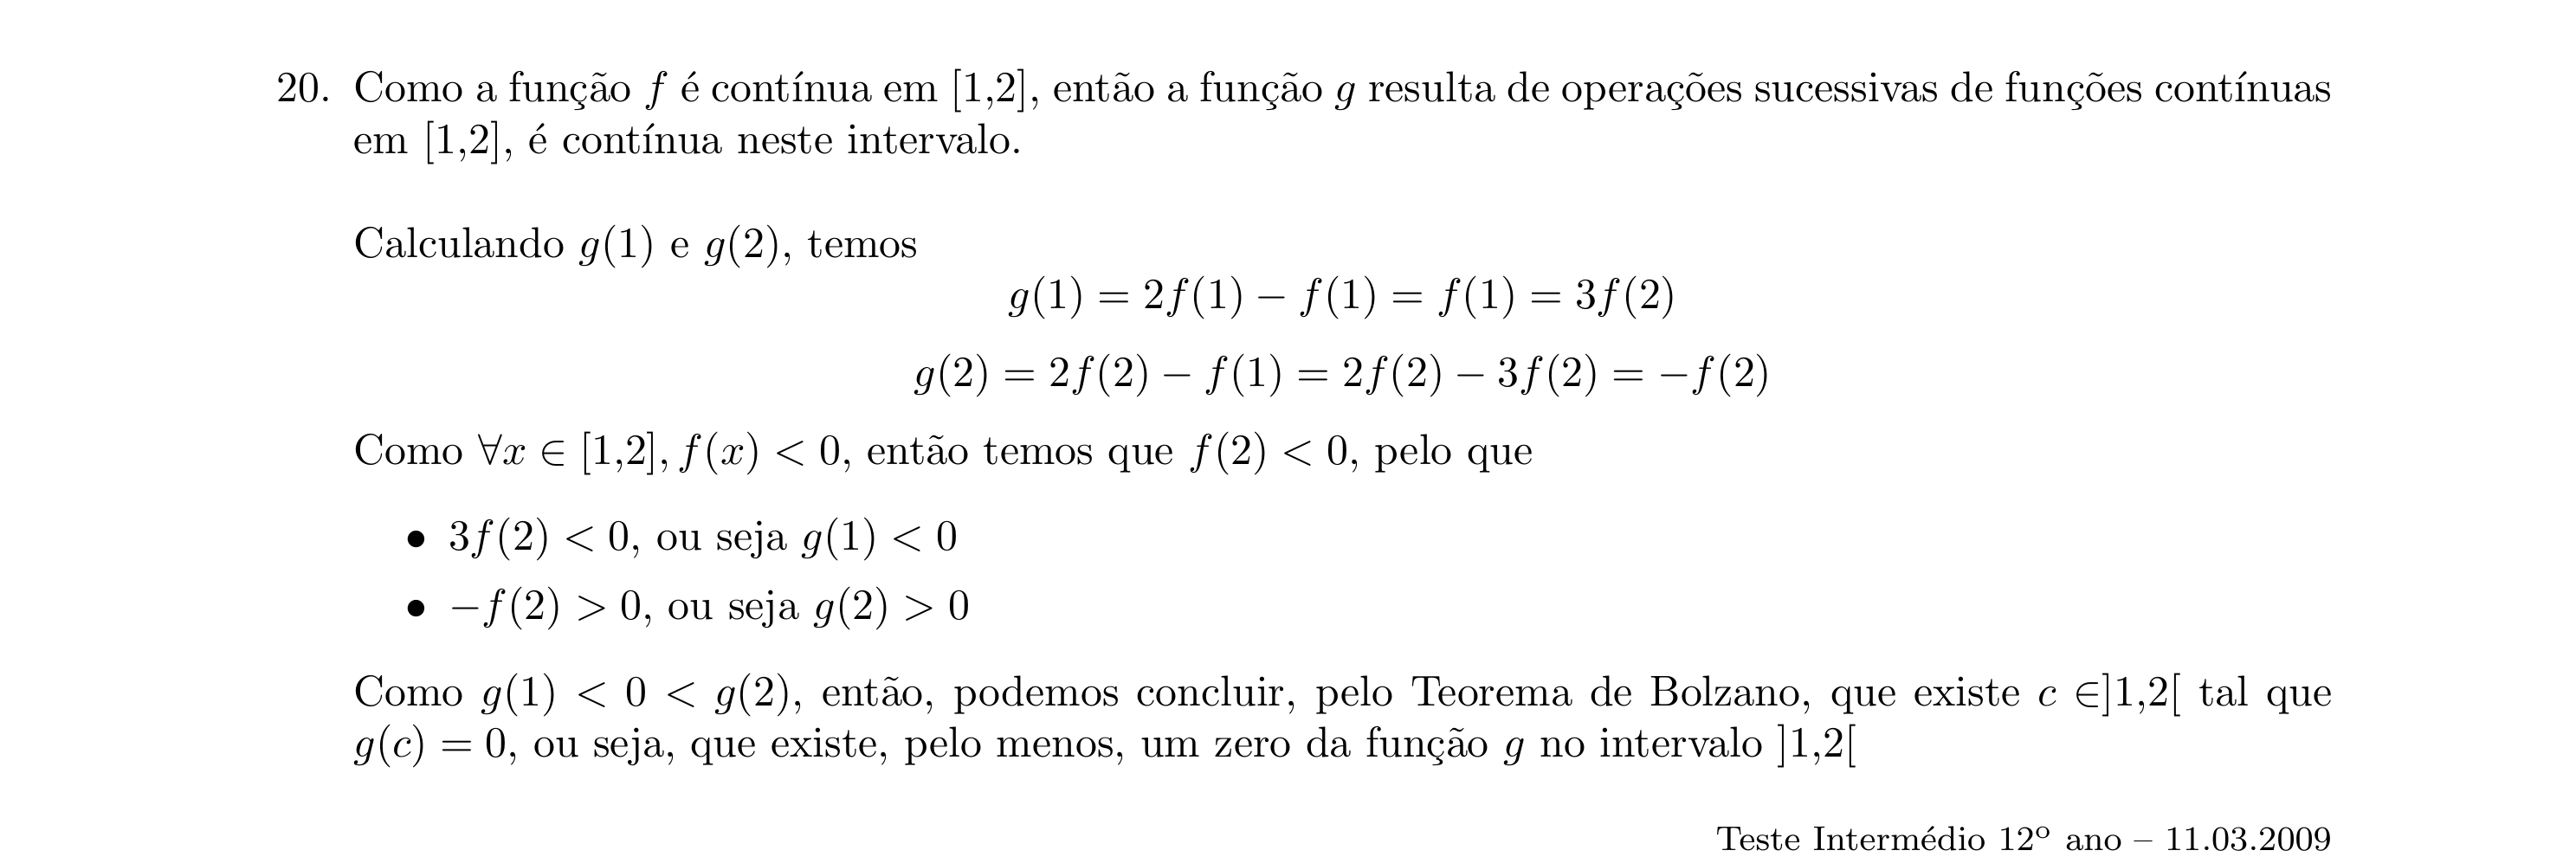 20. Como a função f é contínua em [1,2], então a função g resulta de operações sucessivas de funções contínuas
em [1,2], é contínua neste intervalo.
Calculando g(1) e g(2), temos
g(1) = 2f(1) − f(1) = f(1) = 3f(2)
g(2) = 2f(2) − f(1) = 2f(2) − 3f(2) = −f(2)
Como ∀x ∈ [1,2], f(x) < 0, então temos que f(2) < 0, pelo que
• 3f(2) < 0, ou seja g(1) < 0
• −f(2) > 0, ou seja g(2) > 0
Como g(1) < 0 < g(2), então, podemos concluir, pelo Teorema de Bolzano, que existe c ∈]1,2[ tal que
g(c) = 0, ou seja, que existe, pelo menos, um zero da função g no intervalo ]1,2[
Teste Intermédio 12º ano – 11.03.2009